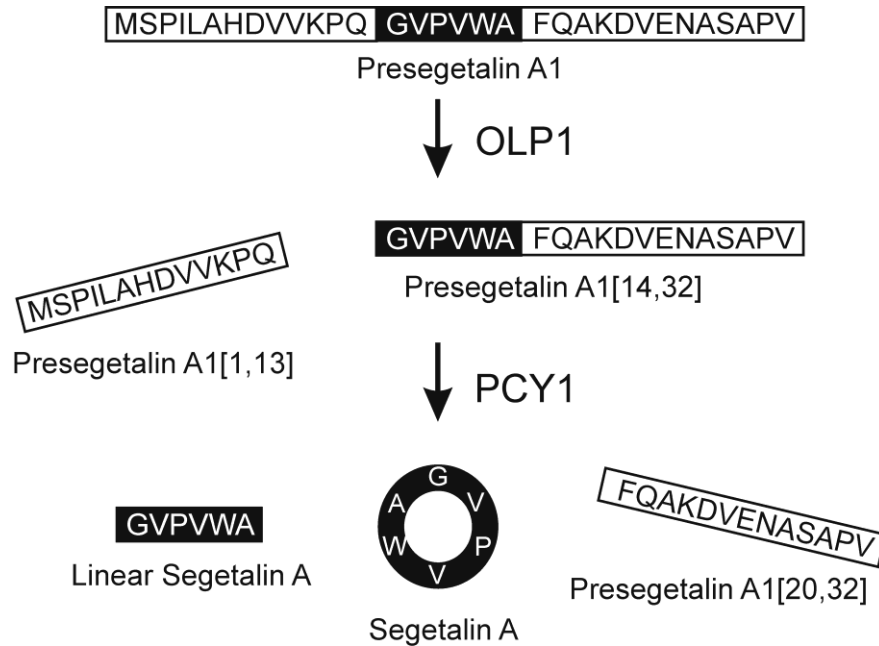 MSPILAHDVVKPQ GVPVWA FQAKDVENASAPV
Presegetalin A1
OLP1
GVPVWA FQAKDVENASAPV
Presegetalin A1[14,32]
MSPILAHDVVKPQ
Presegetalin A1[1,13]
PCY1
GVPVWA
Linear Segetalin A
G V P V W A
Segetalin A
FQAKDVENASAPV
Presegetalin A1[20,32]